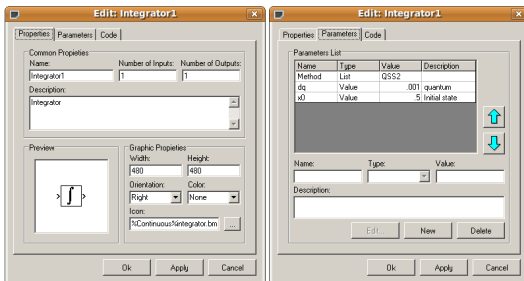 Edit: Integrator1
Properties Parameters Code
Common Propieties
Name: Number of Inputs: Number of Outputs:
Integrator1 1 1
Description:
Integrator
Preview
Graphic Propieties
Width: Height:
480 480
Orientation: Color:
Right None
Icon:
%Continuous%integrator.bm ...
Ok Apply Cancel
Edit: Integrator1
Properties Parameters Code
Parameters List
Name Type Value Description
Method List QSS2
dq Value .001 quantum
x0 Value .5 Initial state
Name: Type: Value:
Description:
Edit... New Delete
Ok Apply Cancel